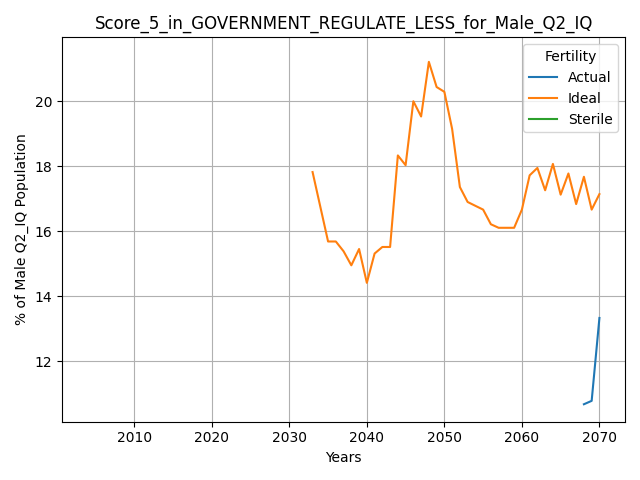 Score_5_in_GOVERNMENT_REGULATE_LESS_for_Male_Q2_IQ
Fertility
Actual
Ideal
Sterile
% of Male Q2_IQ Population
20
18
16
14
12
2010 2020 2030 2040 2050 2060 2070
Years